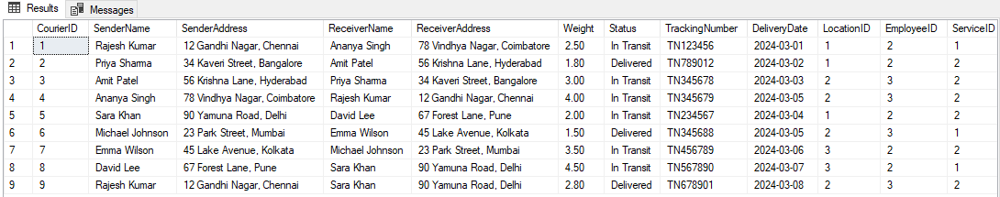 Results Messages
CourierID SenderName SenderAddress ReceiverName ReceiverAddress Weight Status TrackingNumber DeliveryDate LocationID EmployeeID ServiceID
1 1 Rajesh Kumar 12 Gandhi Nagar, Chennai Ananya Singh 78 Vindhya Nagar, Coimbatore 2.50 In Transit TN123456 2024-03-01 1 2 1
2 2 Priya Sharma 34 Kaveri Street, Bangalore Amit Patel 56 Krishna Lane, Hyderabad 1.80 Delivered TN789012 2024-03-02 1 2 2
3 3 Amit Patel 56 Krishna Lane, Hyderabad Priya Sharma 34 Kaveri Street, Bangalore 3.00 In Transit TN345678 2024-03-03 2 3 2
4 4 Ananya Singh 78 Vindhya Nagar, Coimbatore Rajesh Kumar 12 Gandhi Nagar, Chennai 4.00 In Transit TN345679 2024-03-05 2 3 2
5 5 Sara Khan 90 Yamuna Road, Delhi David Lee 67 Forest Lane, Pune 2.00 In Transit TN234567 2024-03-04 1 2 2
6 6 Michael Johnson 23 Park Street, Mumbai Emma Wilson 45 Lake Avenue, Kolkata 1.50 Delivered TN345688 2024-03-05 2 3 1
7 7 Emma Wilson 45 Lake Avenue, Kolkata Michael Johnson 23 Park Street, Mumbai 3.50 In Transit TN456789 2024-03-06 3 2 2
8 8 David Lee 67 Forest Lane, Pune Sara Khan 90 Yamuna Road, Delhi 4.50 In Transit TN567890 2024-03-07 3 2 1
9 9 Rajesh Kumar 12 Gandhi Nagar, Chennai Sara Khan 90 Yamuna Road, Delhi 2.80 Delivered TN678901 2024-03-08 2 3 2